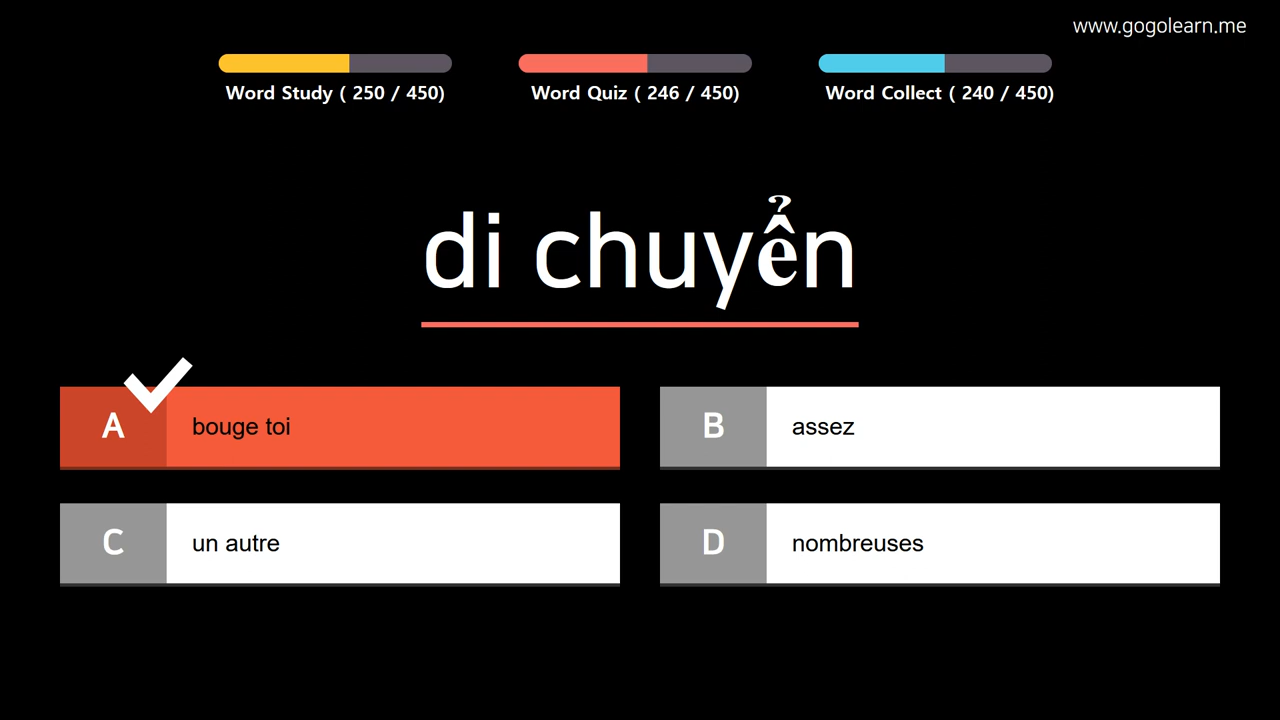 www.gogolearn.me
Word Study ( 250 / 450)
Word Quiz ( 246 / 450)
Word Collect ( 240 / 450)
di chuyển
A bouge toi
B assez
C un autre
D nombreuses